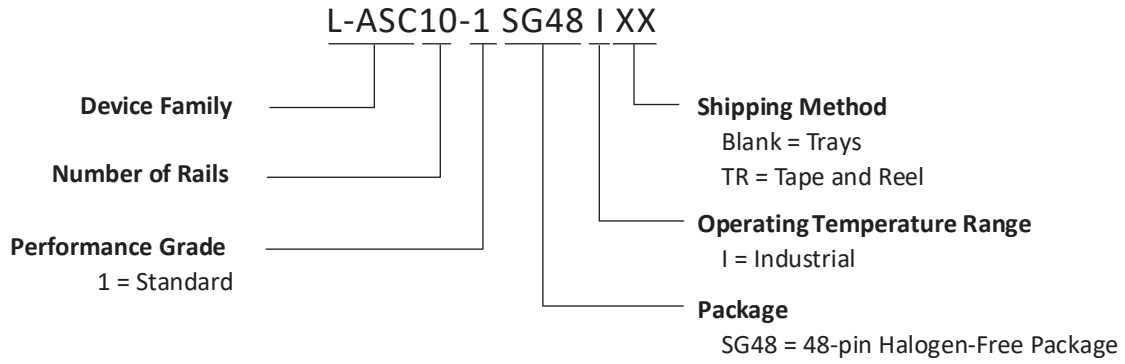 L-ASC10-1 SG48 I XX
Device Family
Number of Rails
Performance Grade
1 = Standard
Shipping Method
Blank = Trays
TR = Tape and Reel
Operating Temperature Range
I = Industrial
Package
SG48 = 48-pin Halogen-Free Package